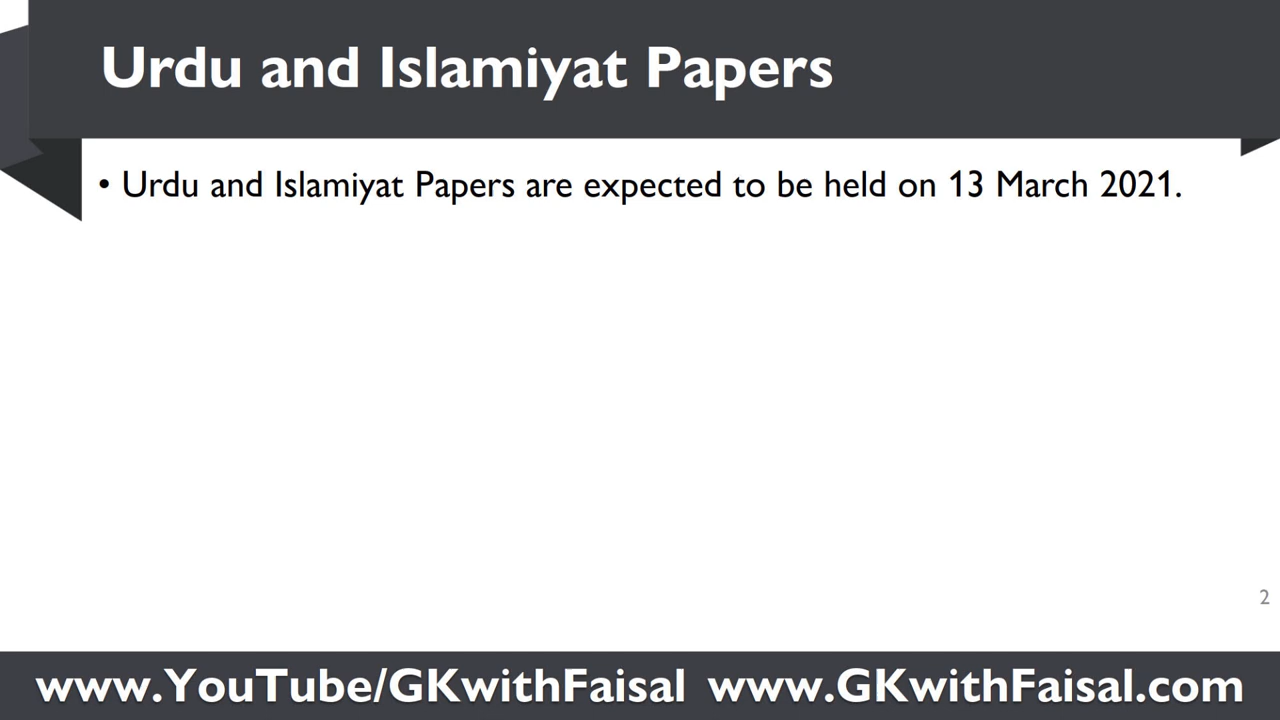 Urdu and Islamiyat Papers
• Urdu and Islamiyat Papers are expected to be held on 13 March 2021.
2
www.YouTube/GKwithFaisal www.GKwithFaisal.com